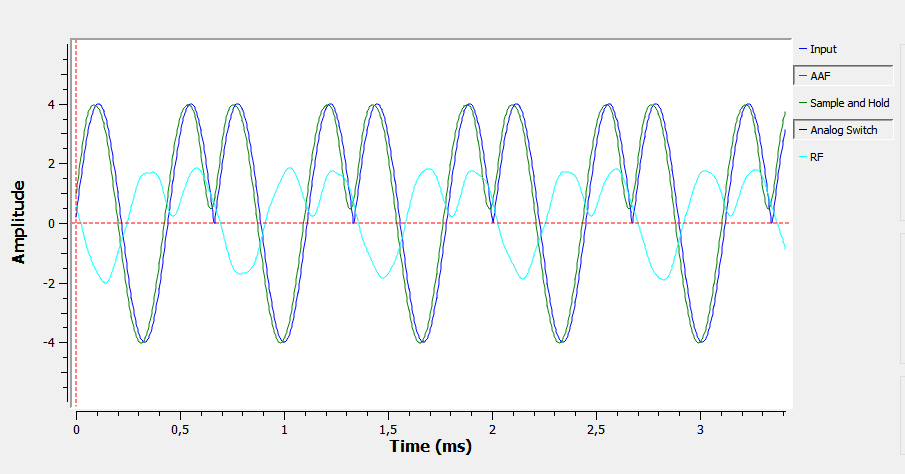 Input
AAF
4
Sample and Hold
Analog Switch
RF
2
Amplitude
0
-2
-4
0 0,5 1 1,5 2 2,5 3
Time (ms)